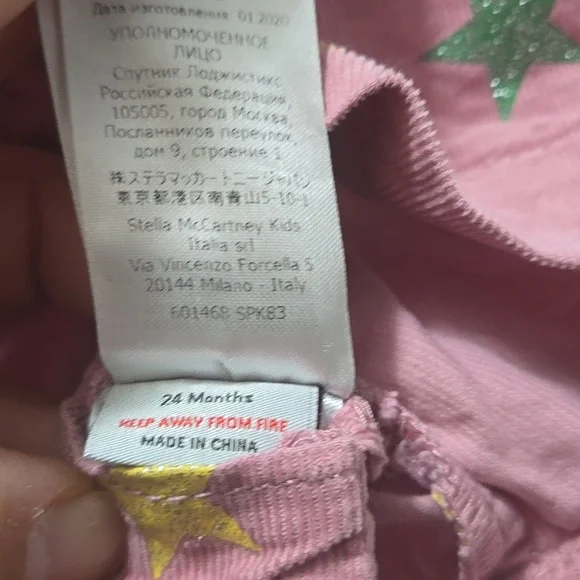 Дата изготовления: 01.2020
УПОЛНОМОЧЕННОЕ
ЛИЦО
Спутник Лоджистикс
Российская Федерация,
105005, город Москва,
Посланников переулок,
дом 9, строение 1
㈱ステラマッカートニージャパン
東京都港区南青山5-10-1
Stella McCartney Kids
Italia srl
Via Vincenzo Forcella 5
20144 Milano - Italy
601468 SPK83
24 Months
KEEP AWAY FROM FIRE
MADE IN CHINA